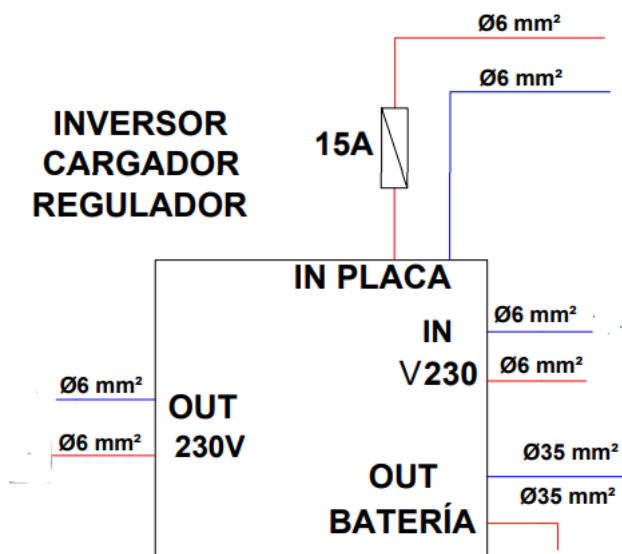 Ø6 mm²
Ø6 mm²
INVERSOR
CARGADOR
REGULADOR
15A
IN PLACA
IN
V230
Ø6 mm²
Ø6 mm²
Ø6 mm²
Ø6 mm²
OUT
230V
OUT
BATERÍA
Ø35 mm²
Ø35 mm²